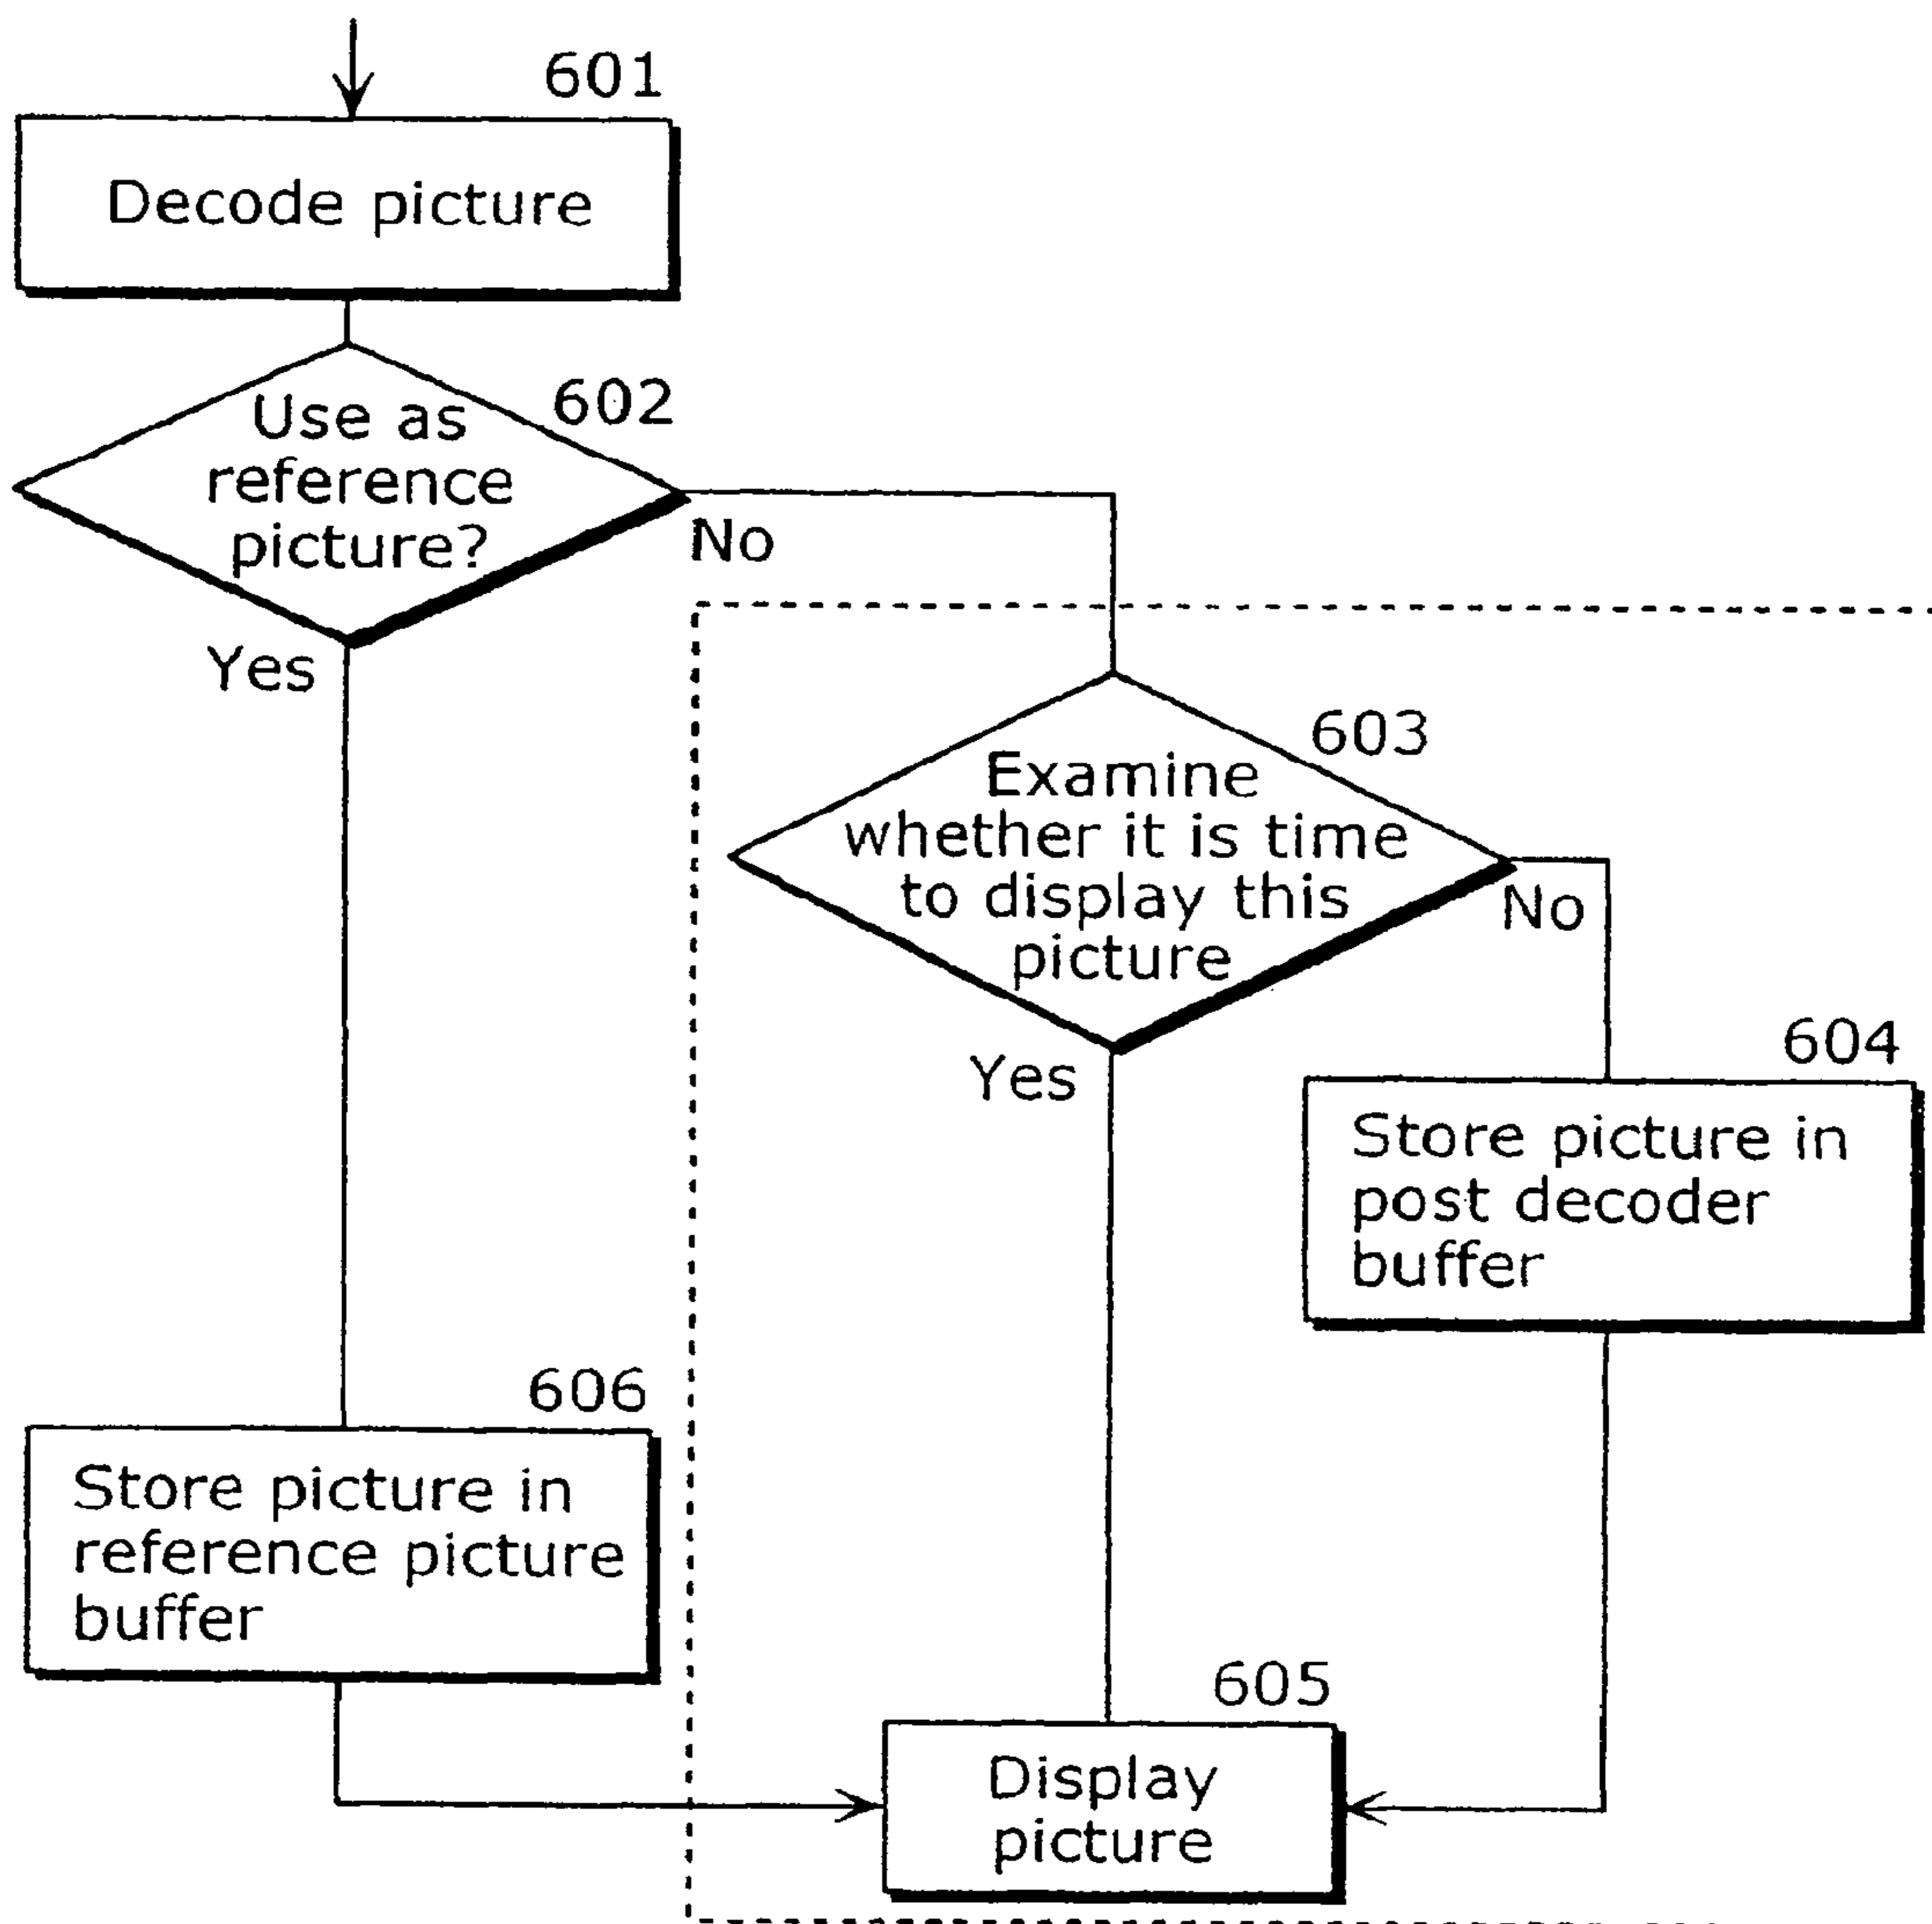 601
Decode picture
602
Use as
reference
picture?
No
Yes
603
Examine
whether it is time
to display this
picture
No
Yes
604
Store picture in
post decoder
buffer
606
Store picture in
reference picture
buffer
605
Display
picture